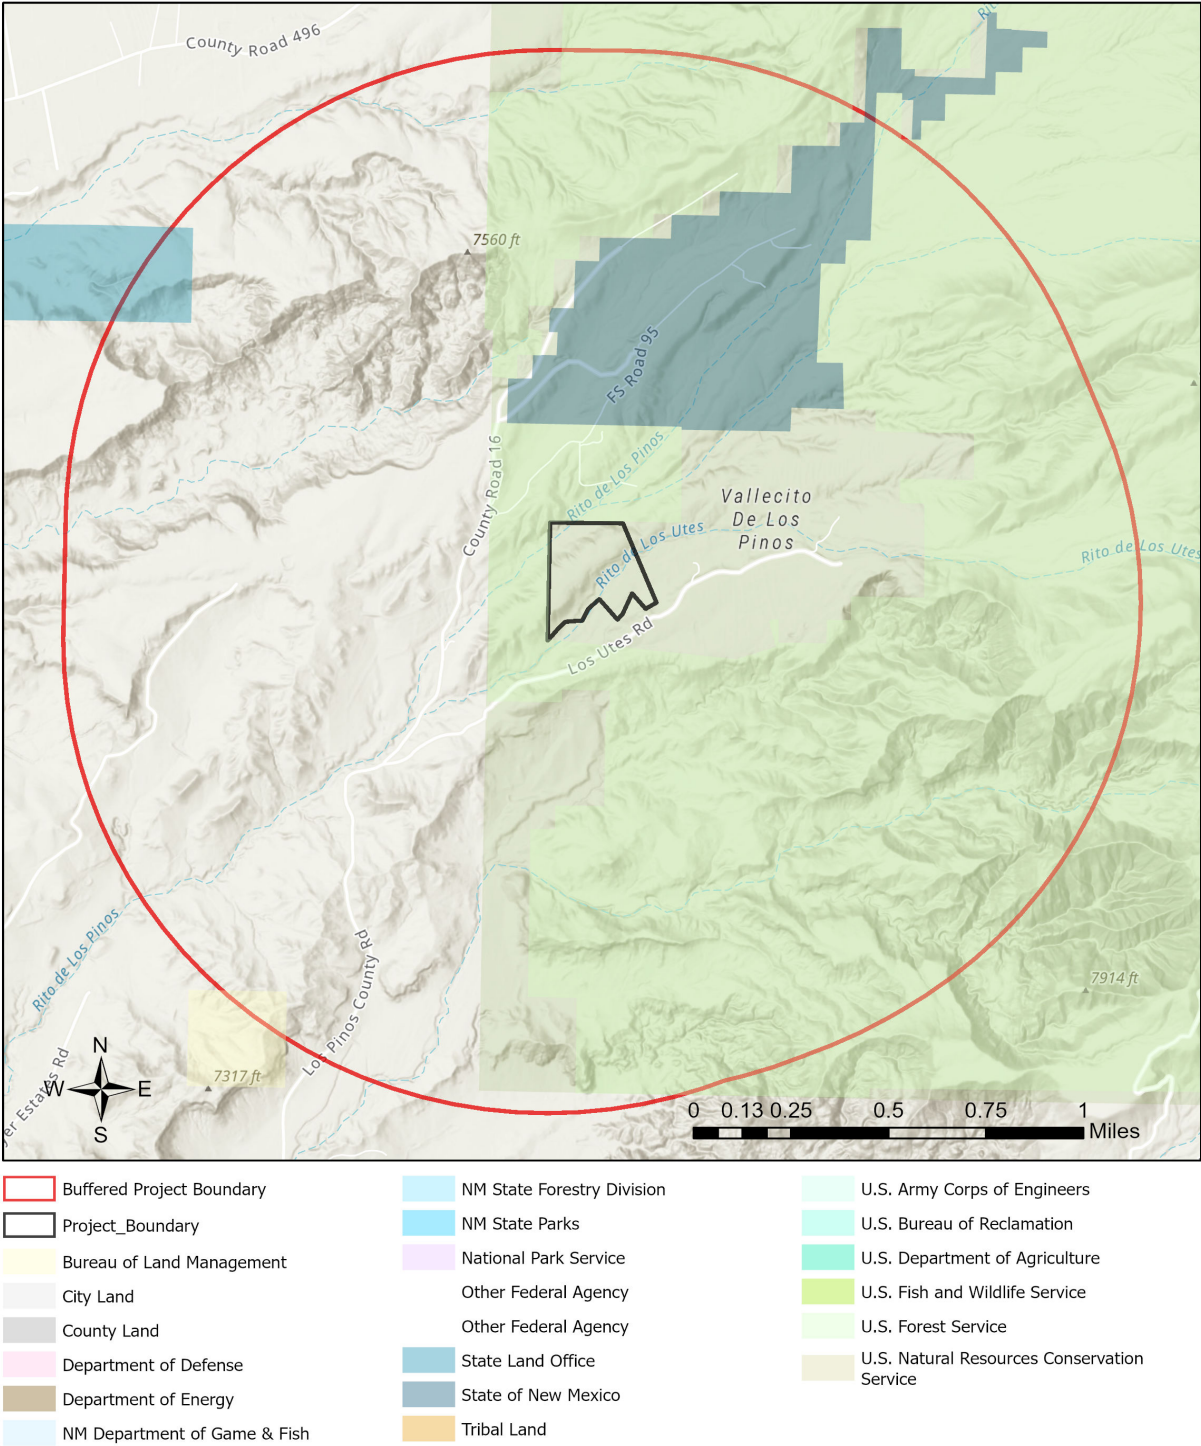 Ri
County Road 496
7560 ft
FS Road 95
County Road 16
Rito de Los Pinos
Vallecito
De Los
Pinos
Rito de Los Utes
Rito de Los Utes
Los Utes Rd
Rito de Los Pinos
Los Pinos County Rd
7914 ft
7317 ft
yer Estates Rd
N
W E
S
0 0.13 0.25 0.5 0.75 1
Miles
Buffered Project Boundary
Project_Boundary
Bureau of Land Management
City Land
County Land
Department of Defense
Department of Energy
NM Department of Game & Fish
NM State Forestry Division
NM State Parks
National Park Service
Other Federal Agency
Other Federal Agency
State Land Office
State of New Mexico
Tribal Land
U.S. Army Corps of Engineers
U.S. Bureau of Reclamation
U.S. Department of Agriculture
U.S. Fish and Wildlife Service
U.S. Forest Service
U.S. Natural Resources Conservation
Service